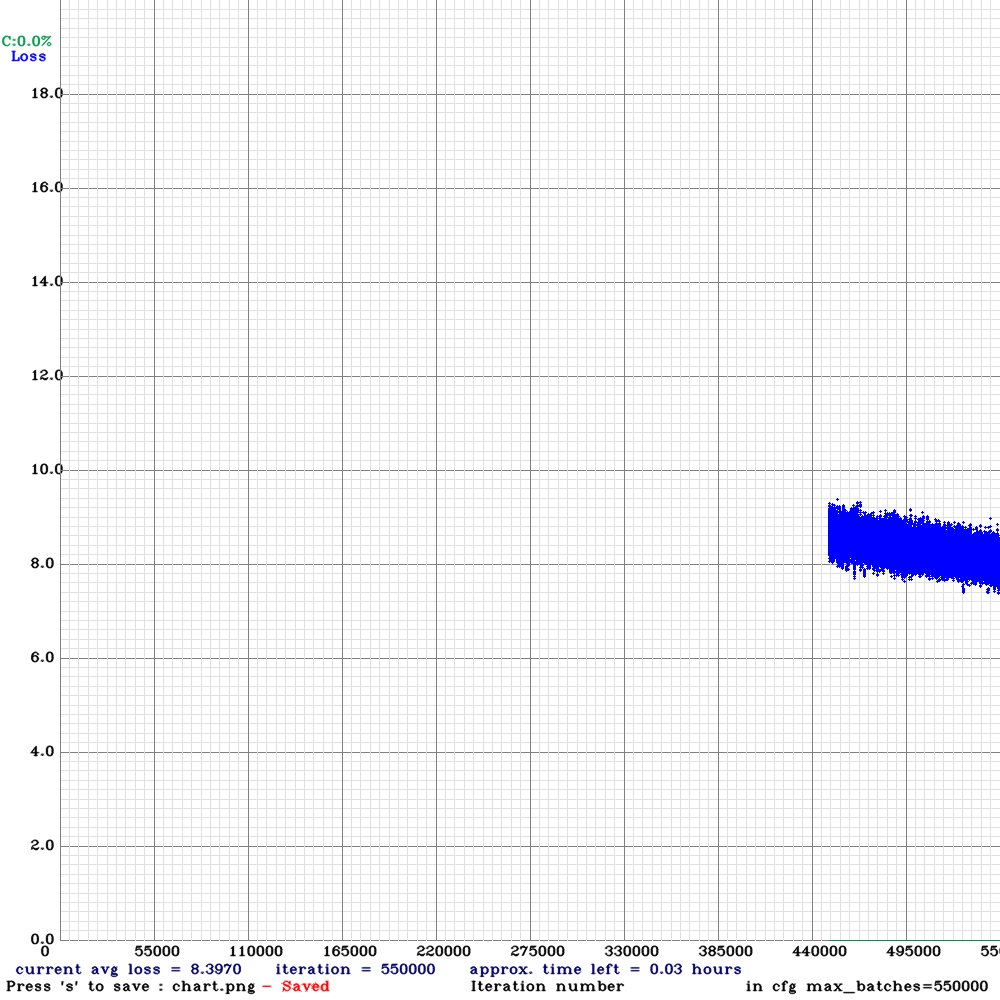 C:0.0%
Loss
18.0
16.0
14.0
12.0
10.0
8.0
6.0
4.0
2.0
0.0
0 55000 110000 165000 220000 275000 330000 385000 440000 495000 55
current avg loss = 8.3970 iteration = 550000 approx. time left = 0.03 hours
Press 's' to save : chart.png - Saved Iteration number in cfg max_batches=550000